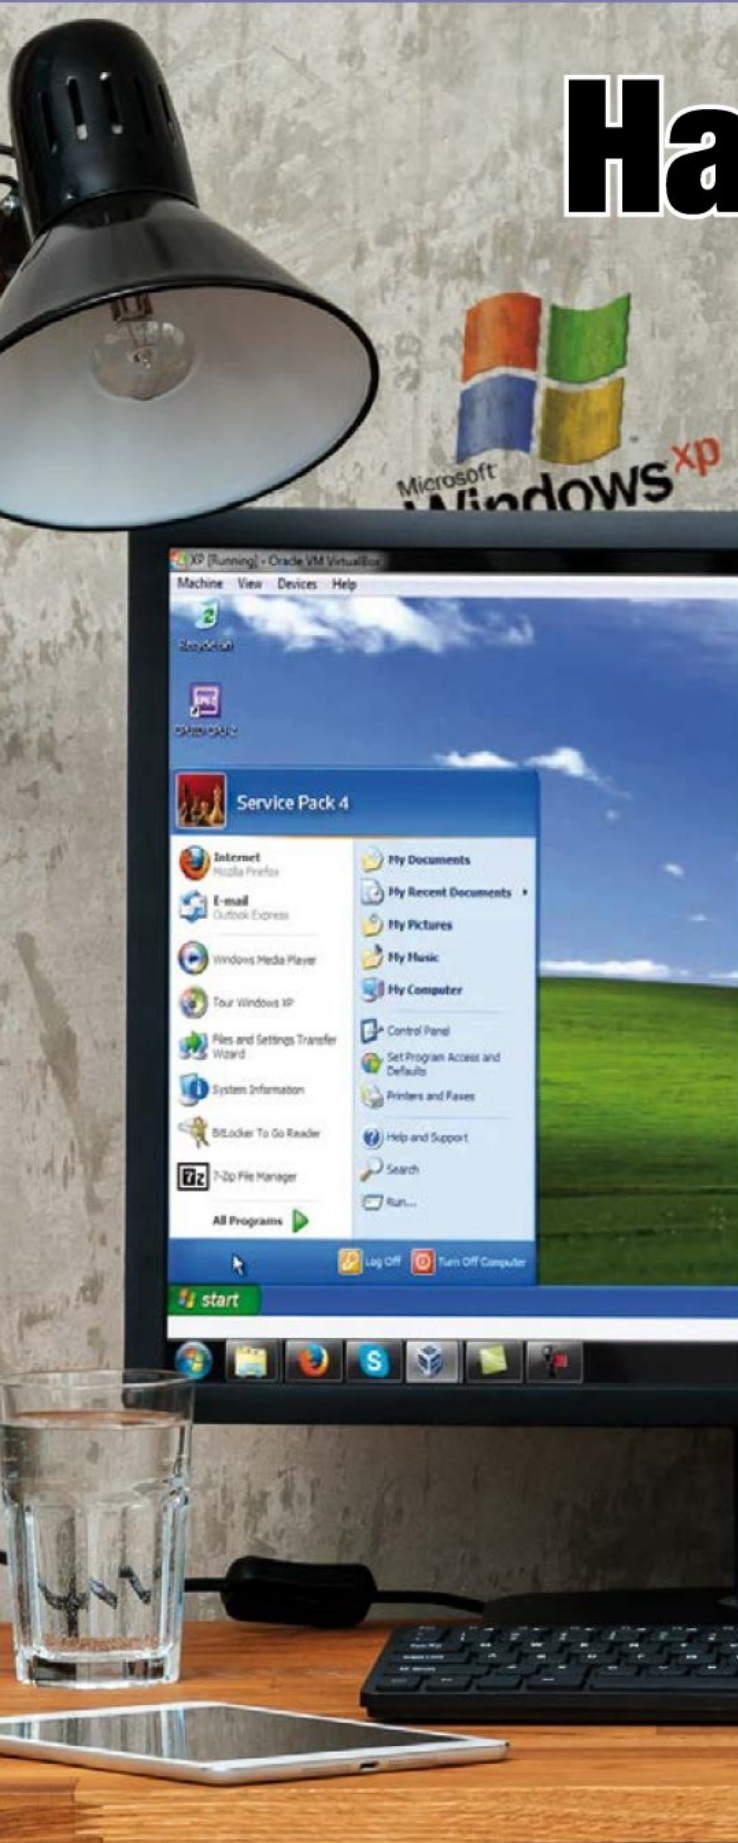 Ha
Microsoft
Windows xp
XP [Running] - Oracle VM VirtualBox
Machine View Devices Help
Recycle Bin
Service Pack 4
Internet
Mozilla Firefox
E-mail
Outlook Express
Windows Media Player
Tour Windows XP
Files and Settings Transfer
Wizard
System Information
BitLocker To Go Reader
7-Zip File Manager
All Programs
My Documents
My Recent Documents
My Pictures
My Music
My Computer
Control Panel
Set Program Access and
Defaults
Printers and Faxes
Help and Support
Search
Run...
Log Off
Turn Off Computer
start